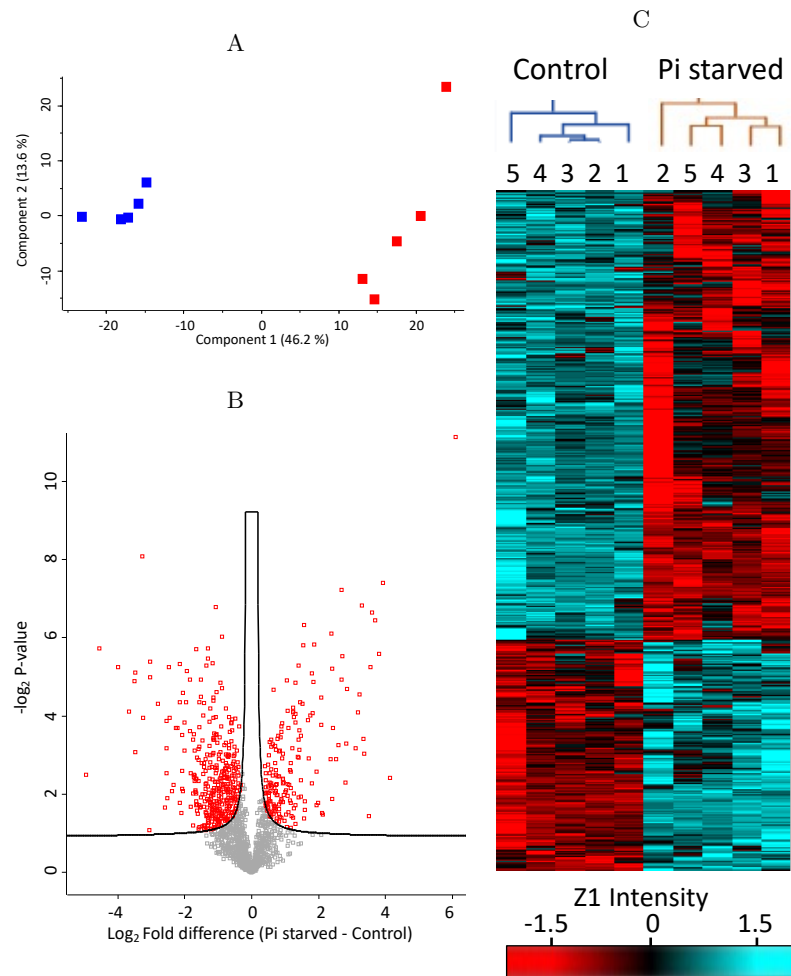 A
Component 2 (13.6 %)
20
10
0
-10
-20
-10
0
10
20
Component 1 (46.2 %)
B
-log₂ P-value
10
8
6
4
2
0
-4
-2
0
2
4
6
Log₂ Fold difference (Pi starved - Control)
C
Control Pi starved
5 4 3 2 1 2 5 4 3 1
Z1 Intensity
-1.5 0 1.5